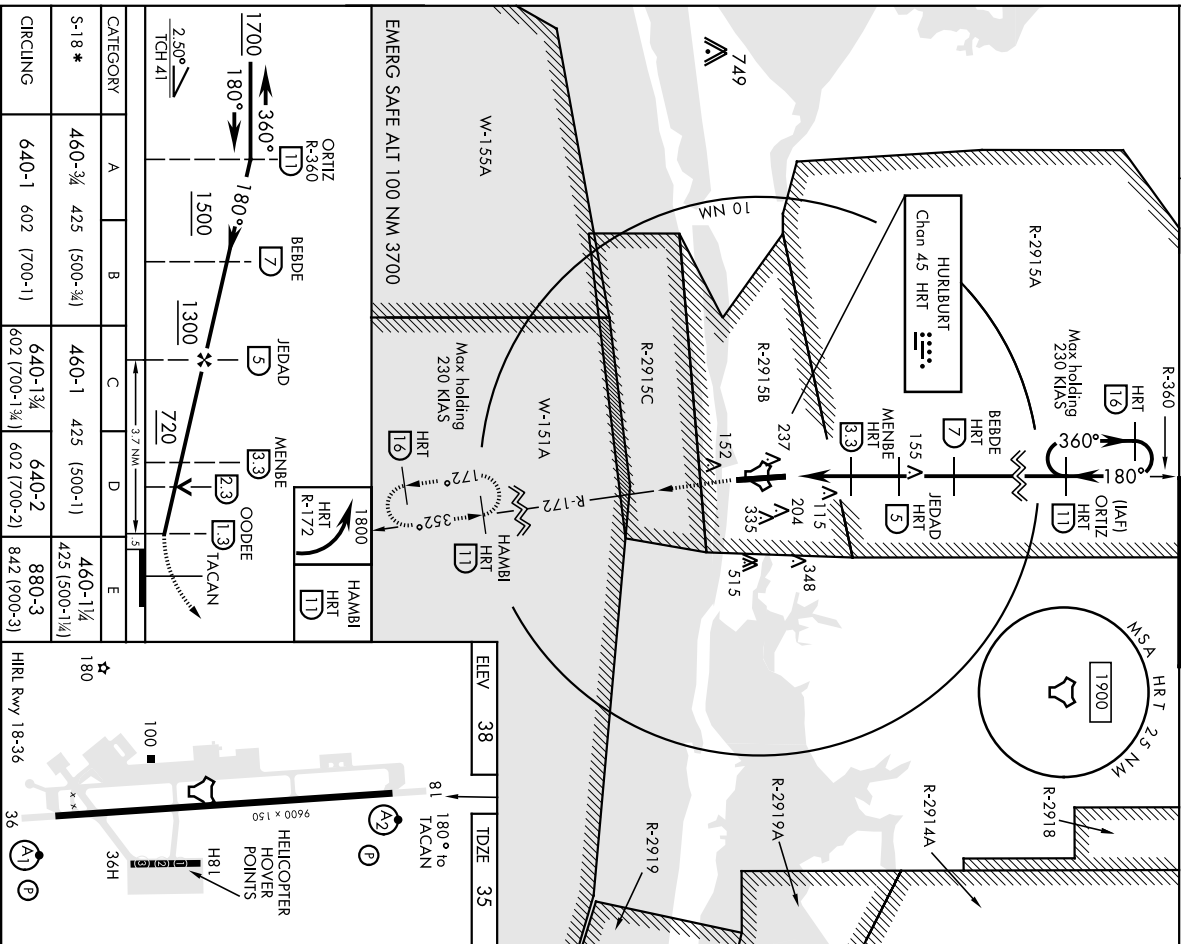 EMERG SAFE ALT 100 NM 3700
749
W-155A
10 NM
HURLBURT
Chan 45 HRT
R-2915A
R-2915B
R-2915C
W-151A
R-360
HRT
16
Max holding
230 KIAS
360°
180°
(IAF)
ORTIZ
HRT
11
BEBDE
HRT
7
155
JEDAD
HRT
5
MENBE
HRT
3.3
115
237
204
335
152
348
515
R-172
HAMBI
HRT
11
172°
352°
HRT
16
Max holding
230 KIAS
MSA HRT 25 NM
1900
R-2918
R-2914A
R-2919A
R-2919
1800
HRT
R-172
HAMBI
HRT
11
ORTIZ
R-360
11
1700
360°
180°
180°
2.50°
TCH 41
BEBDE
7
1500
JEDAD
5
1300
MENBE
3.3
2.3
720
OODEE
1.3
TACAN
3.7 NM
.5
CATEGORY A B C D E
S-18 * 460-¾ 425 (500-¾) 460-1 425 (500-1) 460-1¼ 425 (500-1¼)
CIRCLING 640-1 602 (700-1) 640-1¾ 602 (700-1¾) 640-2 602 (700-2) 880-3 842 (900-3)
ELEV 38
TDZE 35
180° to
TACAN
18
A2
P
9600 x 150
HELICOPTER
HOVER
POINTS
H81
1
2
3
36H
100
180
x x
36
A1
P
HIRL Rwy 18-36